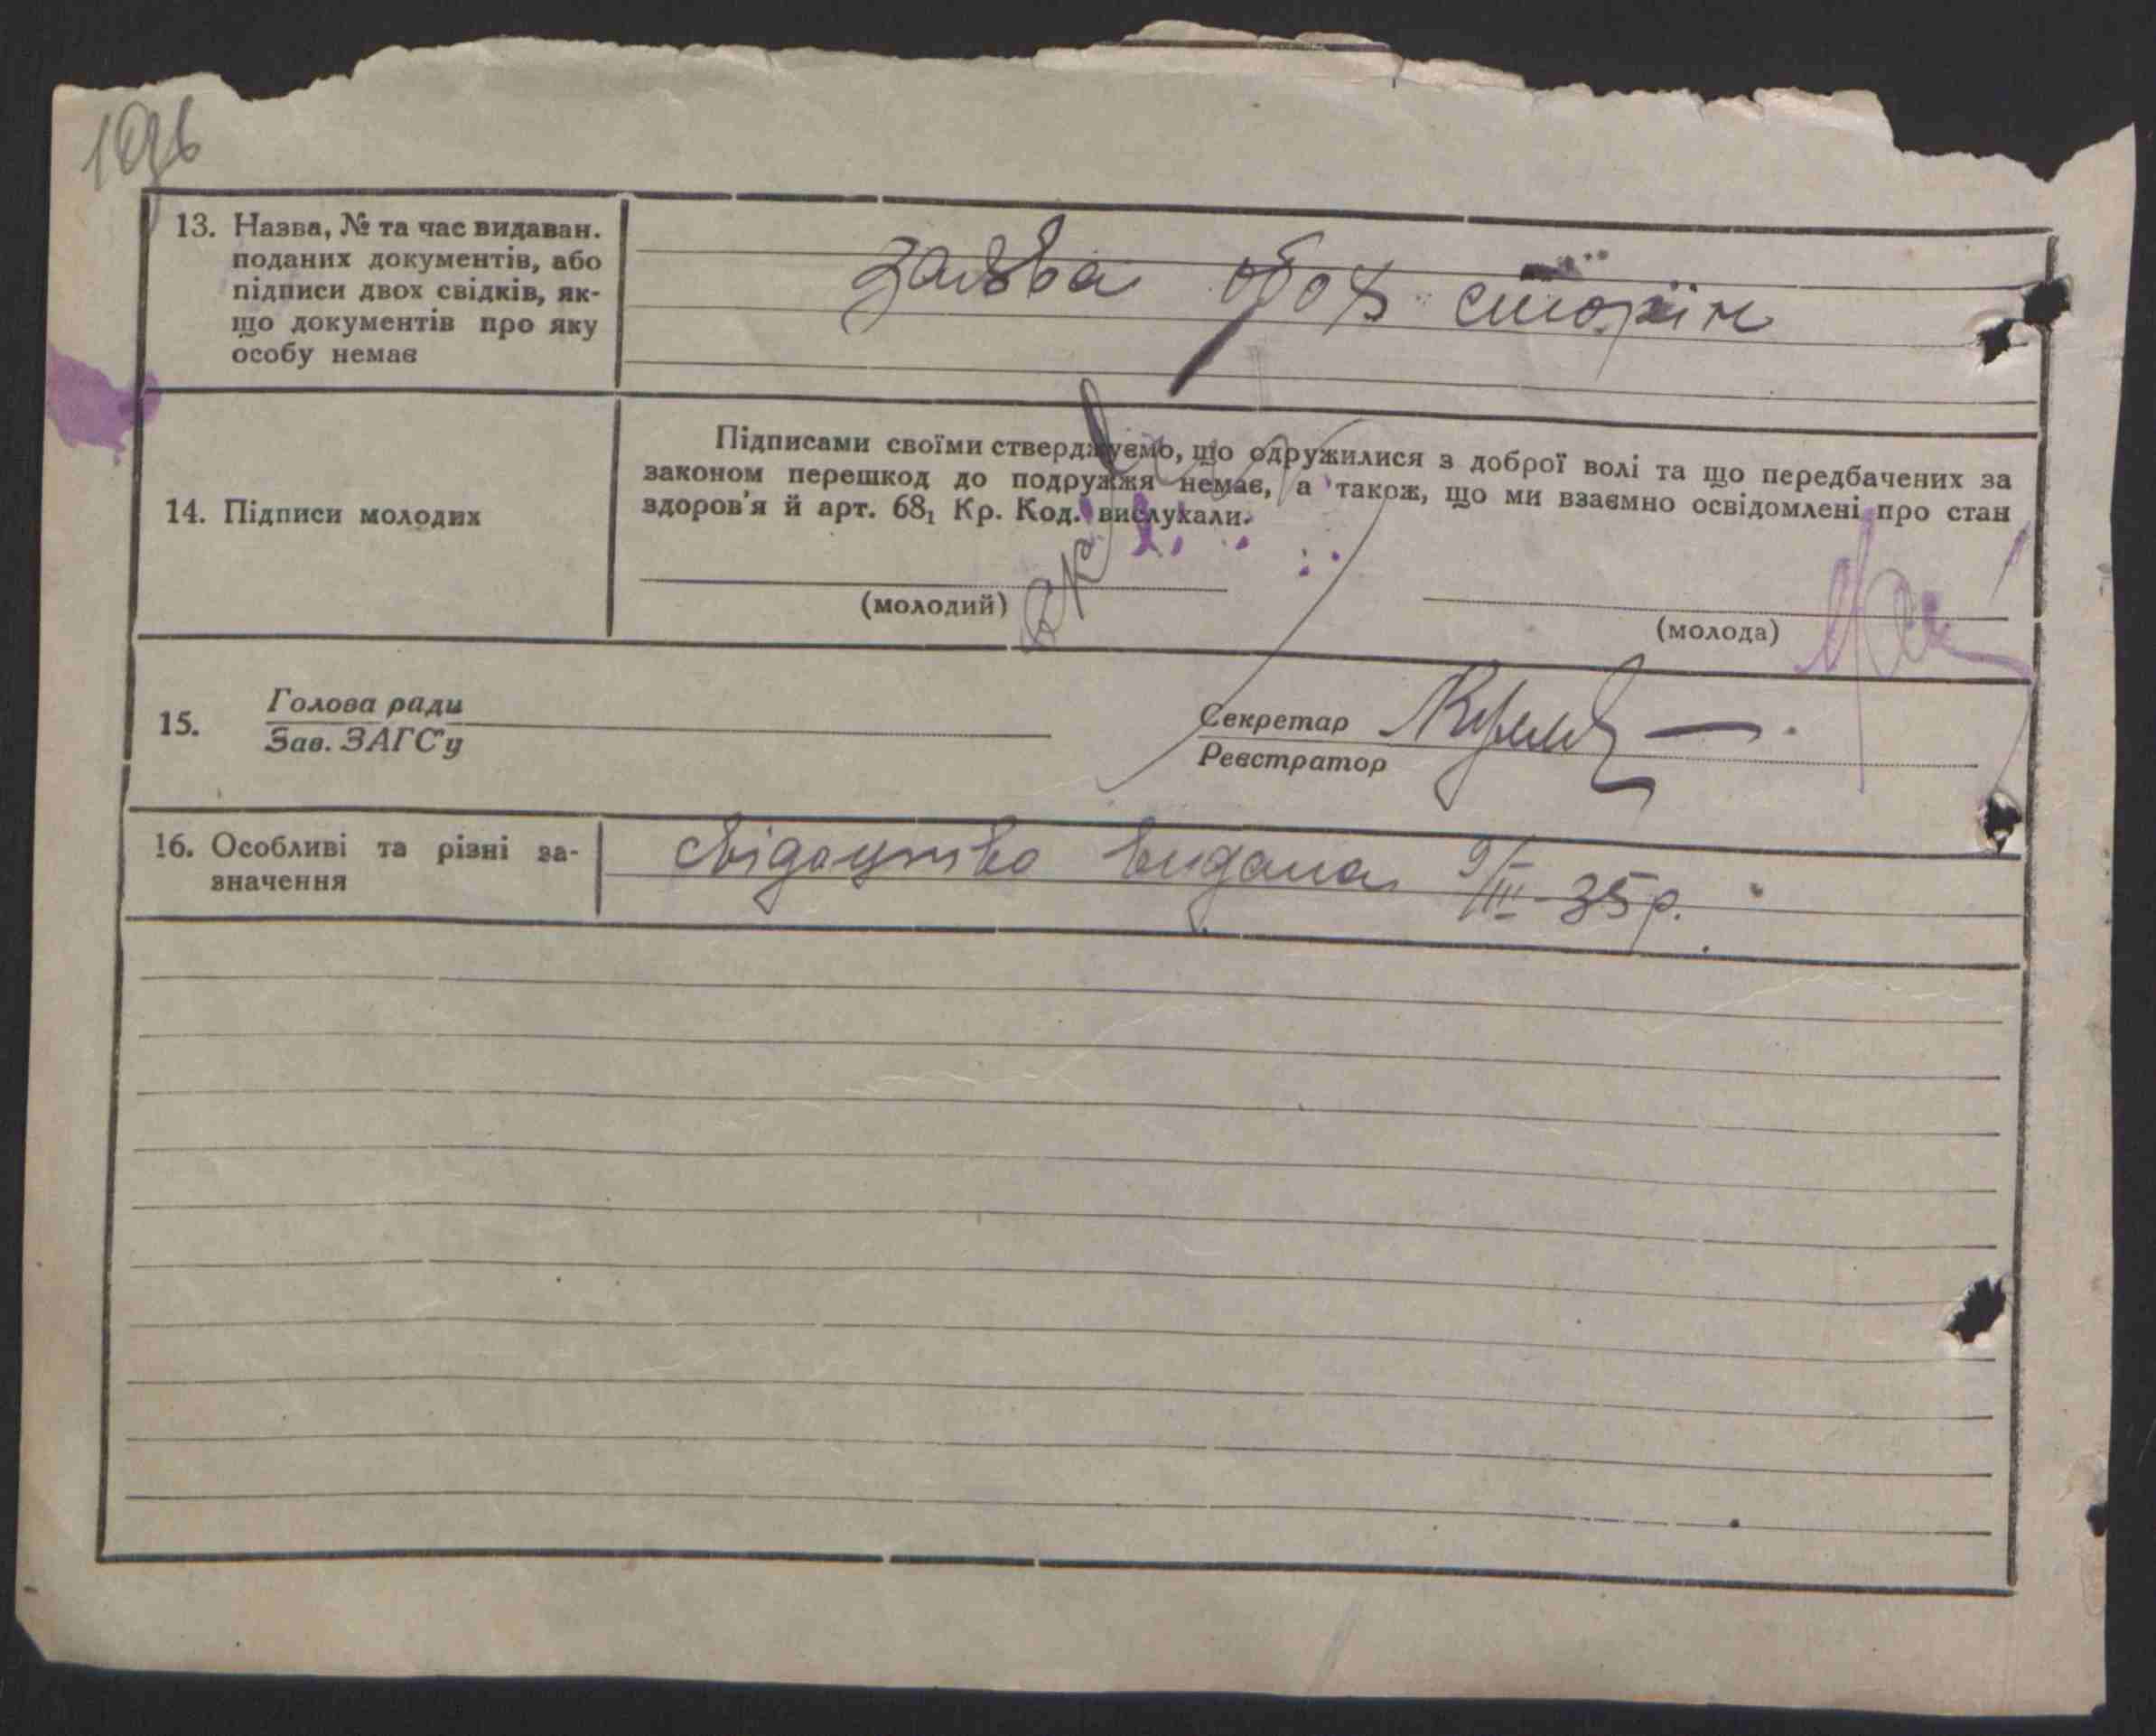 13. Назва, № та час видаван.
поданих документів, або
підписи двох свідків, як-
що документів про яку
особу немає
заява обох сторін
14. Підписи молодих
Підписами своїми стверджуємо, що одружилися з доброї волі та що передбачених за
законом перешкод до подружжя немає, а також, що ми взаємно освідомлені про стан
здоров'я й арт. 68₁ Кр. Код. вислухали.
(молодий)
(молода)
15. Голова ради
Зав. ЗАГС'у
Секретар
Реєстратор
16. Особливі та різні за-
значення
свідоцтво видана 9/III-35 р.